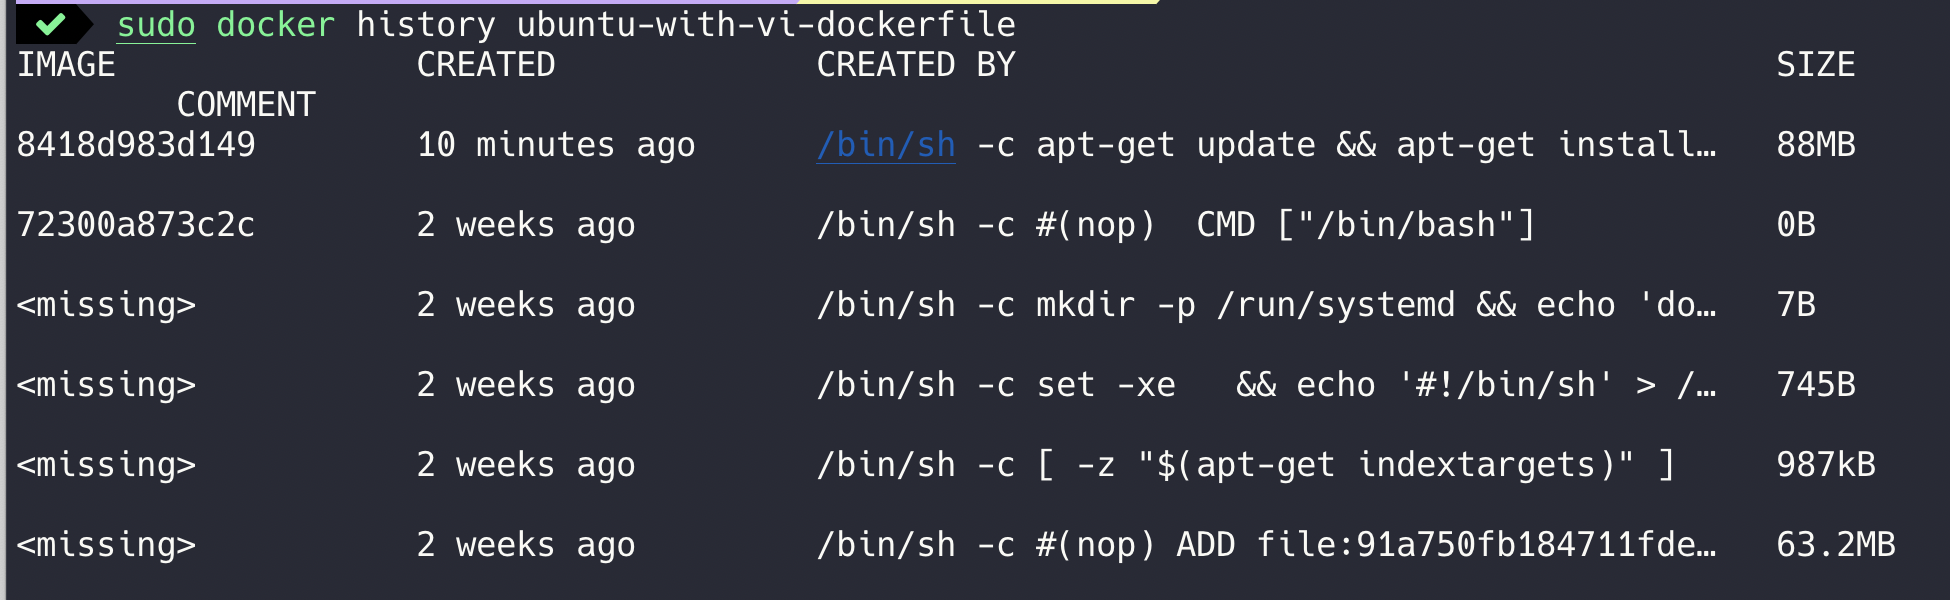 sudo docker history ubuntu-with-vi-dockerfile
IMAGE CREATED CREATED BY SIZE
COMMENT
8418d983d149 10 minutes ago /bin/sh -c apt-get update && apt-get install… 88MB
72300a873c2c 2 weeks ago /bin/sh -c #(nop)  CMD ["/bin/bash"] 0B
<missing> 2 weeks ago /bin/sh -c mkdir -p /run/systemd && echo 'do… 7B
<missing> 2 weeks ago /bin/sh -c set -xe   && echo '#!/bin/sh' > /… 745B
<missing> 2 weeks ago /bin/sh -c [ -z "$(apt-get indextargets)" ] 987kB
<missing> 2 weeks ago /bin/sh -c #(nop) ADD file:91a750fb184711fde… 63.2MB